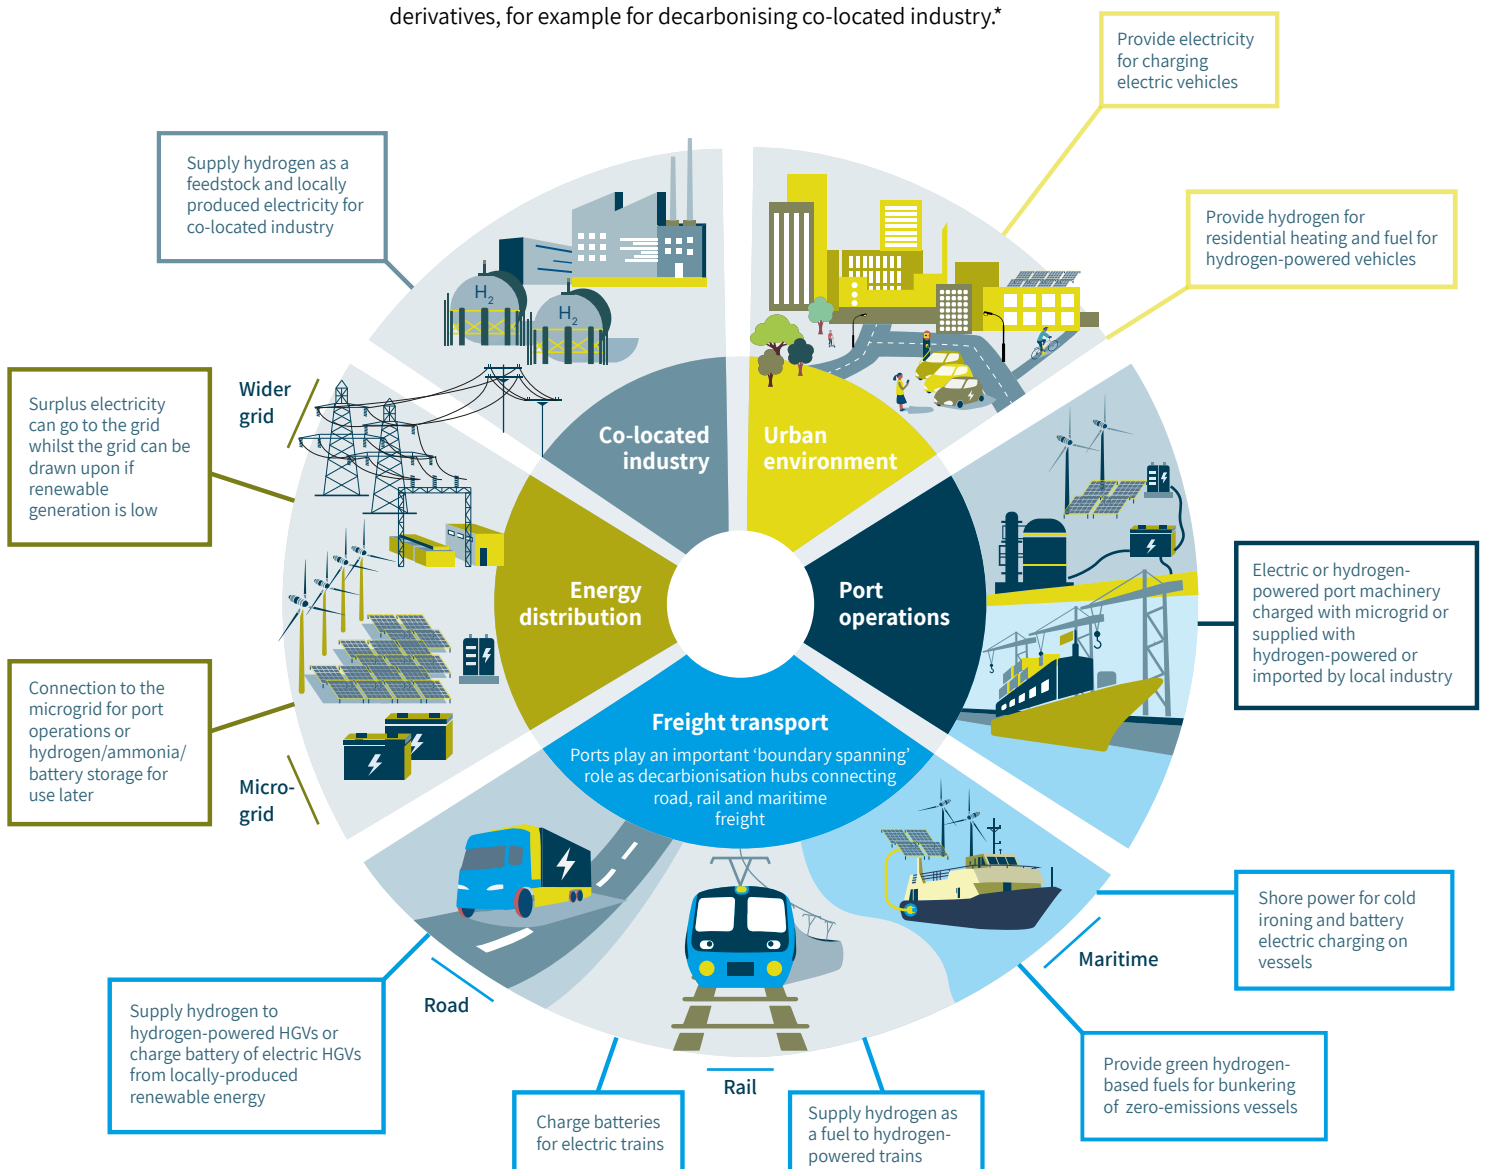 derivatives, for example for decarbonising co-located industry.*
Provide electricity
for charging
electric vehicles
Supply hydrogen as a
feedstock and locally
produced electricity for
co-located industry
Provide hydrogen for
residential heating and fuel for
hydrogen-powered vehicles
H2
H2
Wider
grid
Surplus electricity
can go to the grid
whilst the grid can be
drawn upon if
renewable
generation is low
Co-located
industry
Urban
environment
Energy
distribution
Port
operations
Electric or hydrogen-
powered port machinery
charged with microgrid or
supplied with
hydrogen-powered or
imported by local industry
Connection to the
microgrid for port
operations or
hydrogen/ammonia/
battery storage for
use later
Micro-
grid
Freight transport
Ports play an important ‘boundary spanning’
role as decarbionisation hubs connecting
road, rail and maritime
freight
Shore power for cold
ironing and battery
electric charging on
vessels
Maritime
Road
Supply hydrogen to
hydrogen-powered HGVs or
charge battery of electric HGVs
from locally-produced
renewable energy
Provide green hydrogen-
based fuels for bunkering
of zero-emissions vessels
Rail
Charge batteries
for electric trains
Supply hydrogen as
a fuel to hydrogen-
powered trains